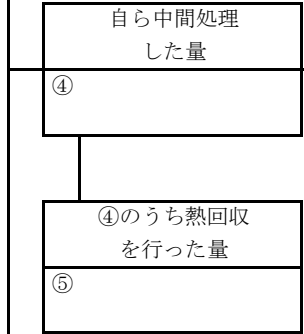 自ら中間処理
した量
④
④のうち熱回収
を行った量
⑤